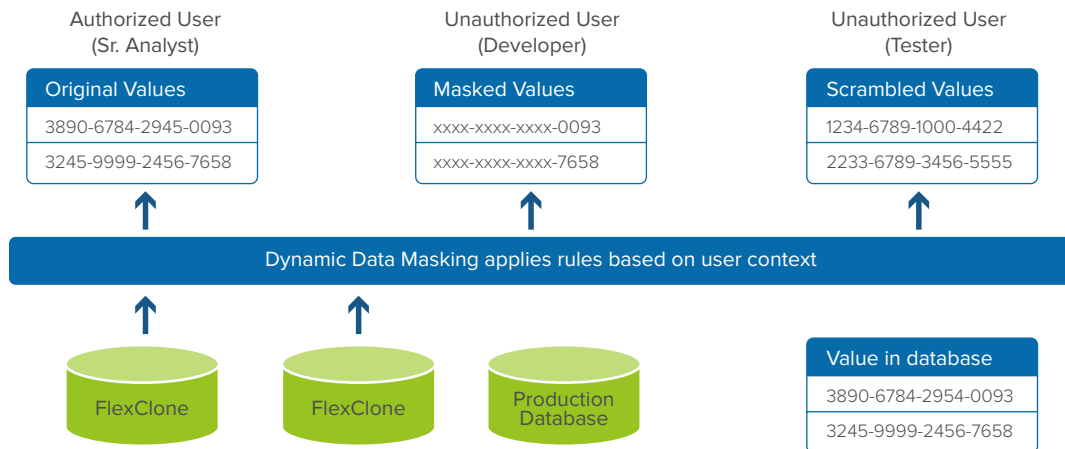 Authorized User
(Sr. Analyst)
Unauthorized User
(Developer)
Unauthorized User
(Tester)
Original Values
3890-6784-2945-0093
3245-9999-2456-7658
Masked Values
xxxx-xxxx-xxxx-0093
xxxx-xxxx-xxxx-7658
Scrambled Values
1234-6789-1000-4422
2233-6789-3456-5555
Dynamic Data Masking applies rules based on user context
FlexClone
FlexClone
Production
Database
Value in database
3890-6784-2954-0093
3245-9999-2456-7658